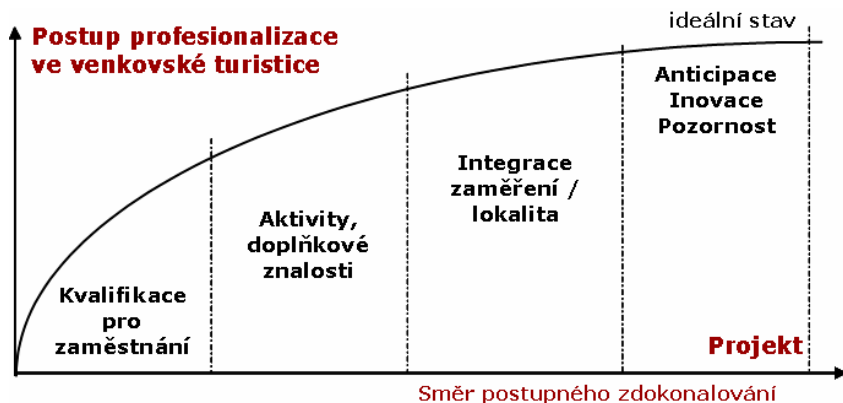 ideální stav
Postup profesionalizace
ve venkovské turistice
Anticipace
Inovace
Pozornost
Integrace
zaměření /
lokalita
Aktivity,
doplňkové
znalosti
Kvalifikace
pro
zaměstnání
Projekt
Směr postupného zdokonalování